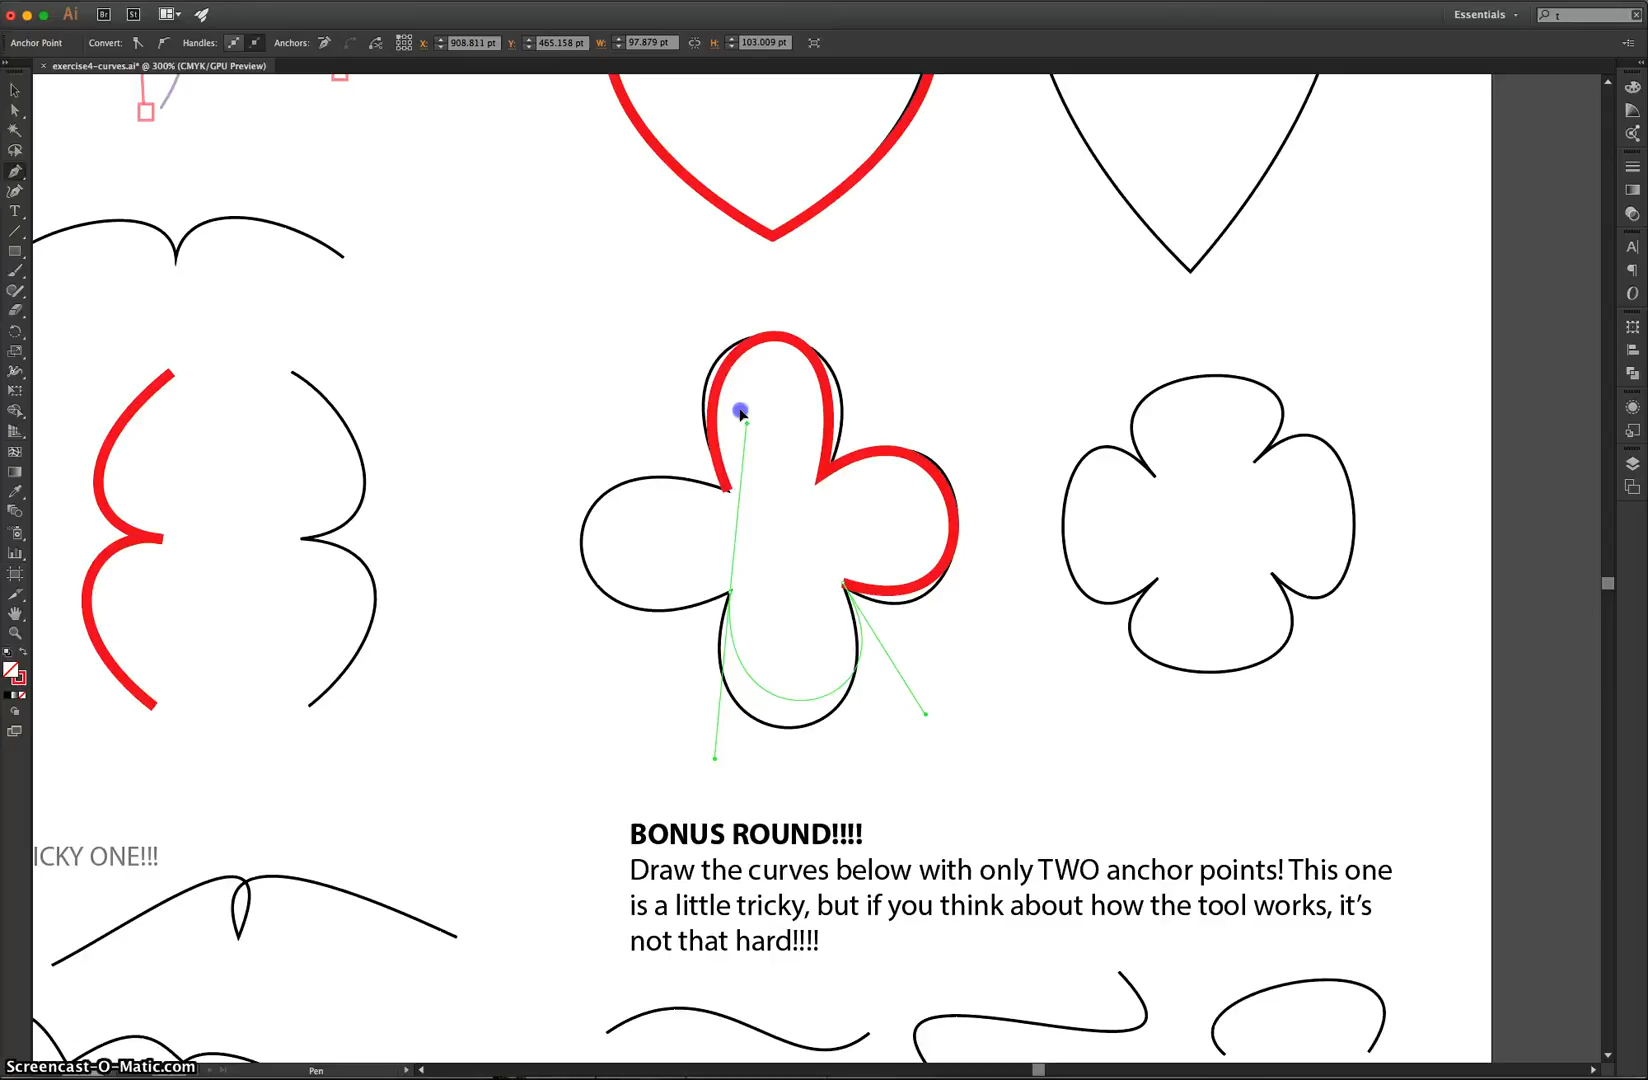 Ai Br St Essentials t
Anchor Point Convert: Handles: Anchors: X: 908.811 pt Y: 465.158 pt W: 97.879 pt H: 103.009 pt
× exercise4-curves.ai* @ 300% (CMYK/GPU Preview)
ICKY ONE!!!
BONUS ROUND!!!!
Draw the curves below with only TWO anchor points! This one
is a little tricky, but if you think about how the tool works, it’s
not that hard!!!!
Screencast-O-Matic.com
Pen